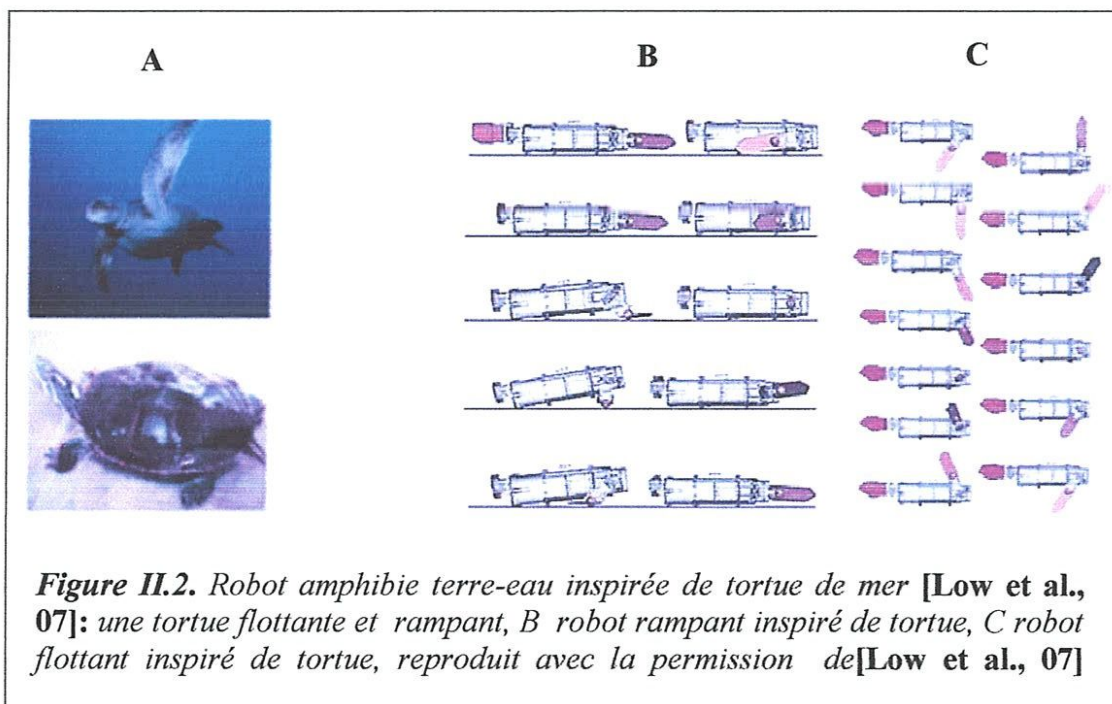 A B C
Figure II.2. Robot amphibie terre-eau inspirée de tortue de mer [Low et al.,
07]: une tortue flottante et rampant, B robot rampant inspiré de tortue, C robot
flottant inspiré de tortue, reproduit avec la permission de[Low et al., 07]